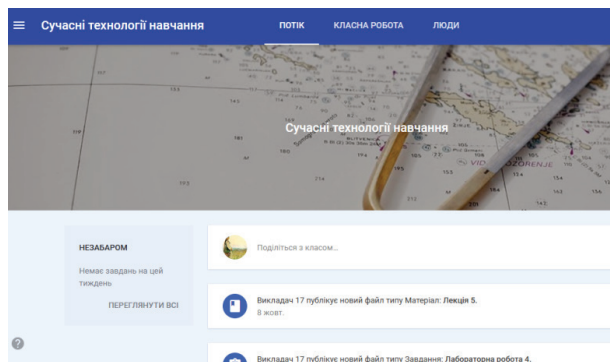 Сучасні технології навчання
ПОТІК КЛАСНА РОБОТА ЛЮДИ
Сучасні технології навчання
НЕЗАБАРОМ
Немає завдань на цей
тиждень
ПЕРЕГЛЯНУТИ ВСІ
Поділіться з класом...
Викладач 17 публікує новий файл типу Матеріал: Лекція 5.
8 жовт.
Викладач 17 публікує новий файл типу Завдання: Лабораторна робота 4.